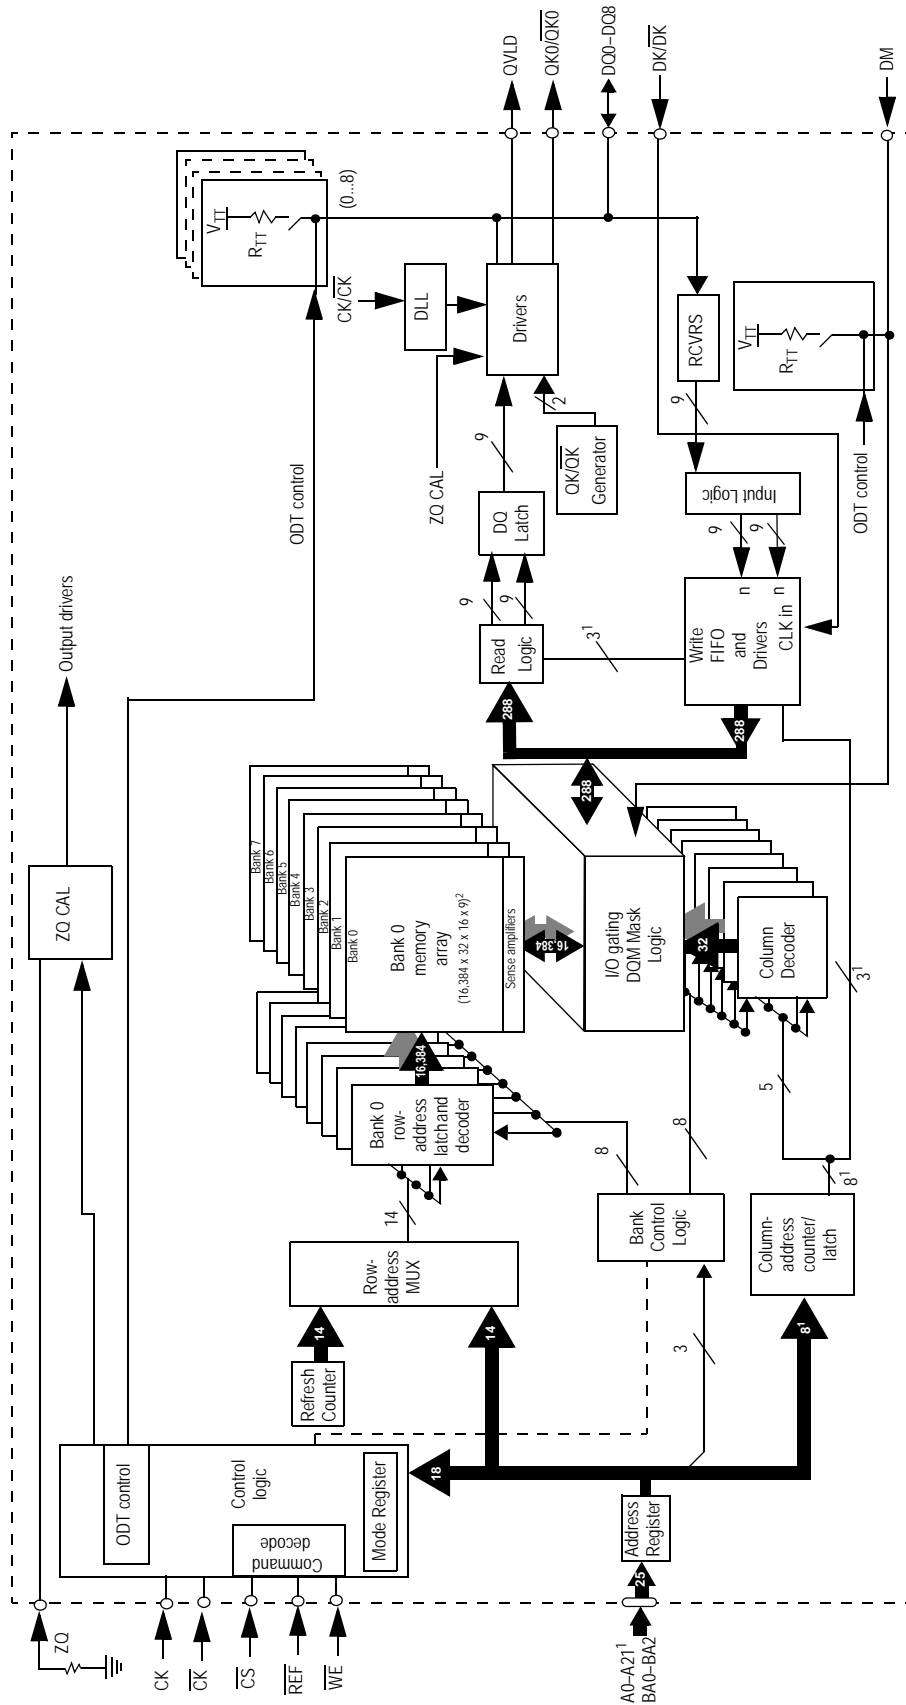 ZQ
CK
CK
CS
REF
WE
A0–A21¹
BA0–BA2
ZQ CAL
Output drivers
ODT control
Control
logic
Command
decode
Mode Register
18
25
Address
Register
Refresh
Counter
14
14
Row-
address
MUX
14
3
8¹
Bank
Control
Logic
8
8
Column-
address
counter/
latch
8¹
5
3¹
Bank 0
row-
address
latchand
decoder
16,384
Bank 7
Bank 6
Bank 5
Bank 4
Bank 3
Bank 2
Bank 1
Bank 0
Bank 0
memory
array
(16,384 x 32 x 16 x 9)²
Sense amplifiers
16,384
I/O gating
DQM Mask
Logic
32
Column
Decoder
288
288
288
Read
Logic
9
9
3¹
DQ
Latch
9
Write
FIFO
and
Drivers
CLK in
n
n
9
9
Input Logic
9
RCVRS
ODT control
ZQ CAL
QK/QK
Generator
2
Drivers
DLL
CK/CK
ODT control
VTT
RTT
(0...8)
VTT
RTT
QVLD
QK0/QK0
DQ0–DQ8
DK/DK
DM